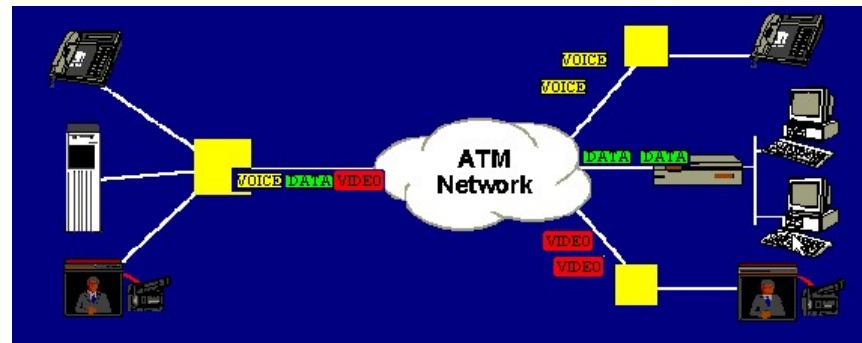 VOICE
VOICE
ATM
Network
DATA DATA
VOICE DATA VIDEO
VIDEO
VIDEO